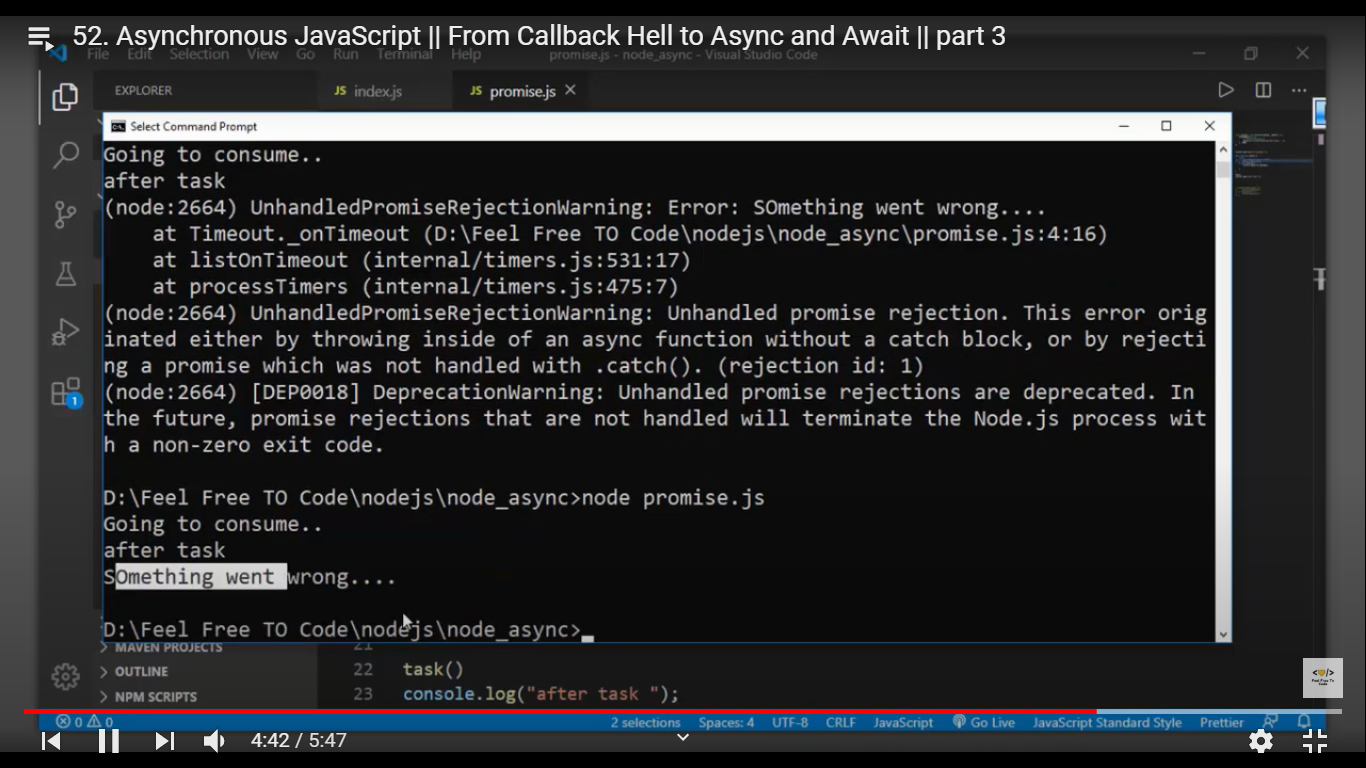 52. Asynchronous JavaScript || From Callback Hell to Async and Await || part 3
File Edit Selection View Go Run Terminal Help promise.js - node_async - Visual Studio Code
EXPLORER
JS index.js
JS promise.js
Select Command Prompt
Going to consume..
after task
(node:2664) UnhandledPromiseRejectionWarning: Error: SOmething went wrong....
at Timeout._onTimeout (D:\Feel Free TO Code\nodejs\node_async\promise.js:4:16)
at listOnTimeout (internal/timers.js:531:17)
at processTimers (internal/timers.js:475:7)
(node:2664) UnhandledPromiseRejectionWarning: Unhandled promise rejection. This error orig
inated either by throwing inside of an async function without a catch block, or by rejecti
ng a promise which was not handled with .catch(). (rejection id: 1)
(node:2664) [DEP0018] DeprecationWarning: Unhandled promise rejections are deprecated. In
the future, promise rejections that are not handled will terminate the Node.js process wit
h a non-zero exit code.
D:\Feel Free TO Code\nodejs\node_async>node promise.js
Going to consume..
after task
SOmething went wrong....
D:\Feel Free TO Code\nodejs\node_async>
1
MAVEN PROJECTS
OUTLINE
NPM SCRIPTS
21
22 task()
23 console.log("after task ");
</>
Feel Free To
Code
0 0
2 selections Spaces: 4 UTF-8 CRLF JavaScript Go Live JavaScript Standard Style Prettier
4:42 / 5:47